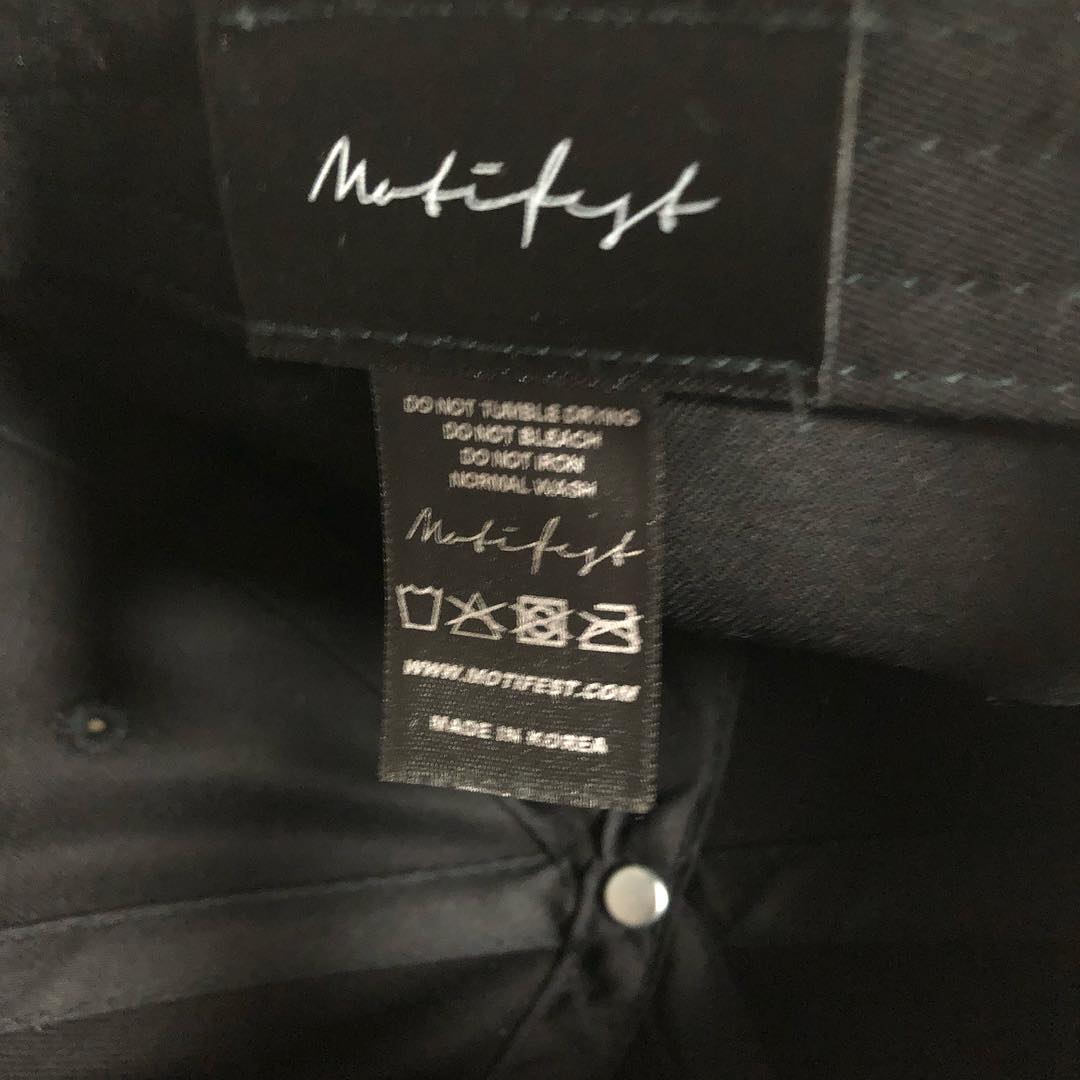 Motifest
DO NOT TUMBLE DRYING
DO NOT BLEACH
DO NOT IRON
NORMAL WASH
Motifest
WWW.MOTIFEST.COM
MADE IN KOREA